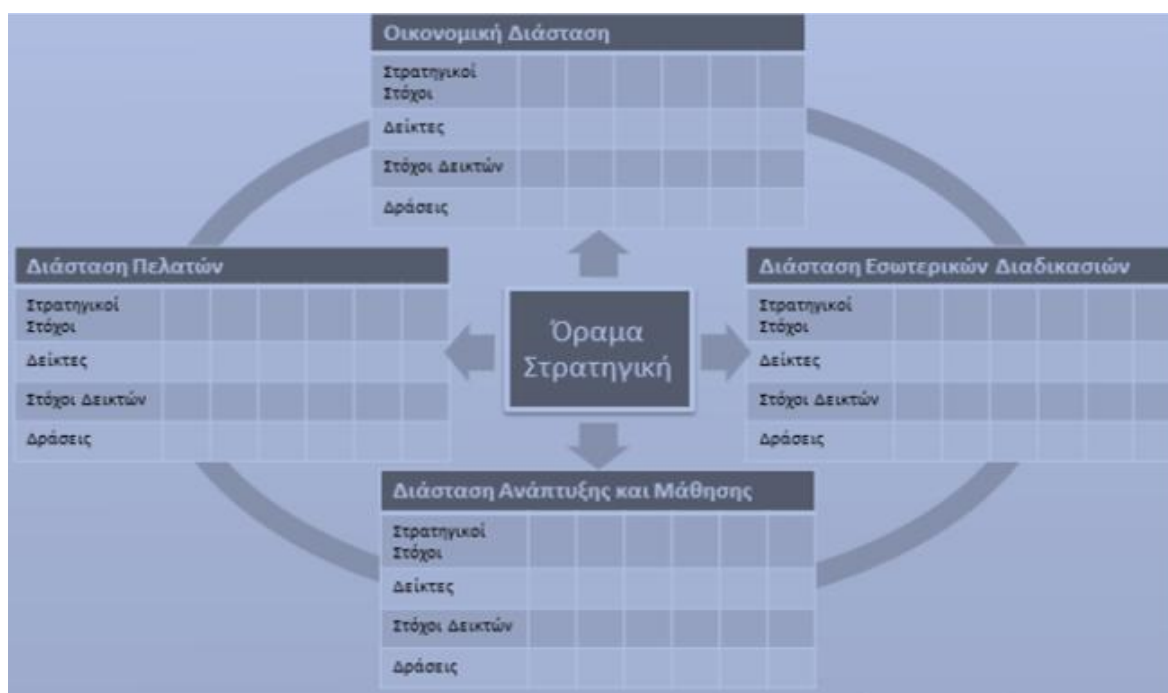 Οικονομική Διάσταση
Στρατηγικοί
Στόχοι
Δείκτες
Στόχοι Δεικτών
Δράσεις
Διάσταση Πελατών
Στρατηγικοί
Στόχοι
Δείκτες
Στόχοι Δεικτών
Δράσεις
Όραμα
Στρατηγική
Διάσταση Εσωτερικών Διαδικασιών
Στρατηγικοί
Στόχοι
Δείκτες
Στόχοι Δεικτών
Δράσεις
Διάσταση Ανάπτυξης και Μάθησης
Στρατηγικοί
Στόχοι
Δείκτες
Στόχοι Δεικτών
Δράσεις